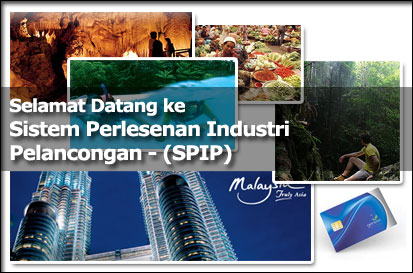 Selamat Datang ke
Sistem Perlesenan Industri
Pelancongan - (SPIP)
Malaysia
Truly Asia